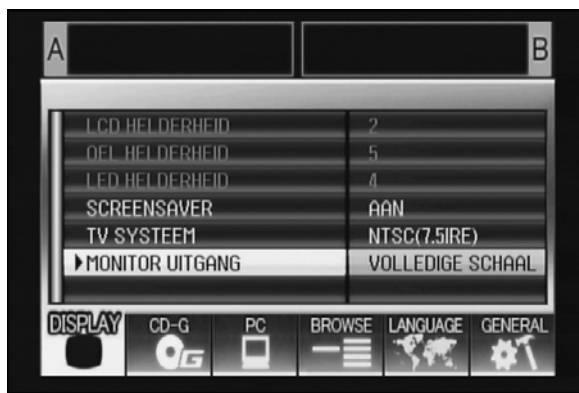 A
B
LCD HELDERHEID 2
OEL HELDERHEID 5
LED HELDERHEID 4
SCREENSAVER AAN
TV SYSTEEM NTSC(7.5IRE)
MONITOR UITGANG VOLLEDIGE SCHAAL
DISPLAY CD-G PC BROWSE LANGUAGE GENERAL
G